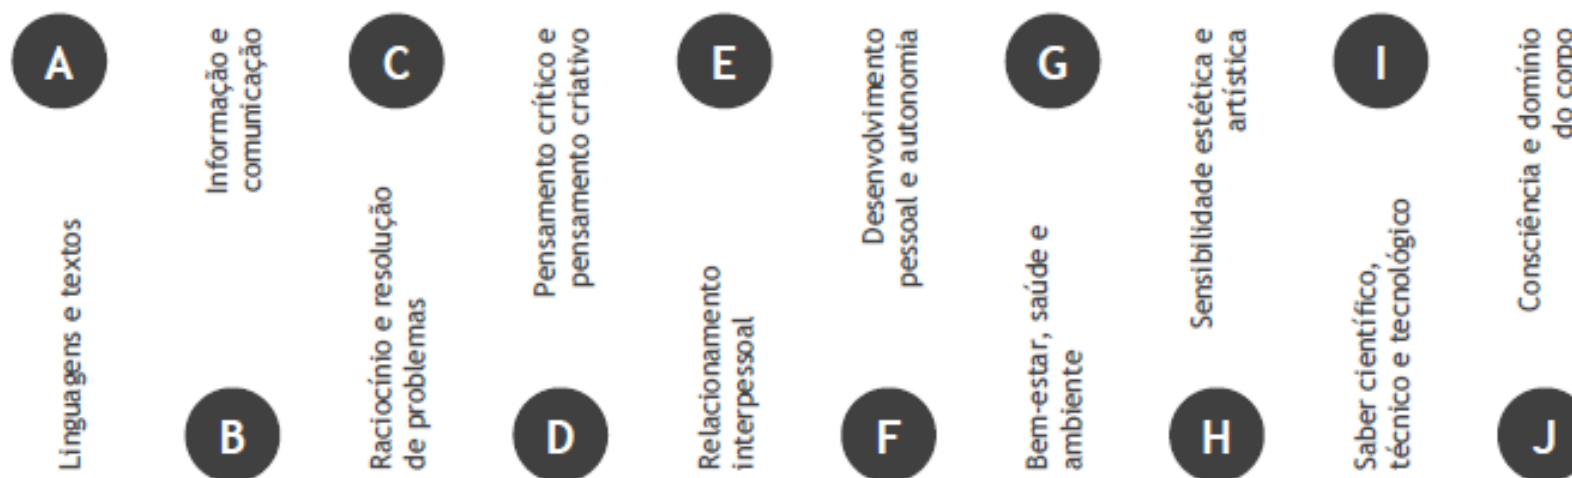 A
Linguagens e textos
B
Informação e
comunicação
C
Raciocínio e resolução
de problemas
D
Pensamento crítico e
pensamento criativo
E
Relacionamento
interpessoal
F
Desenvolvimento
pessoal e autonomia
G
Bem-estar, saúde e
ambiente
H
Sensibilidade estética e
artística
I
Saber científico,
técnico e tecnológico
J
Consciência e domínio
do corpo